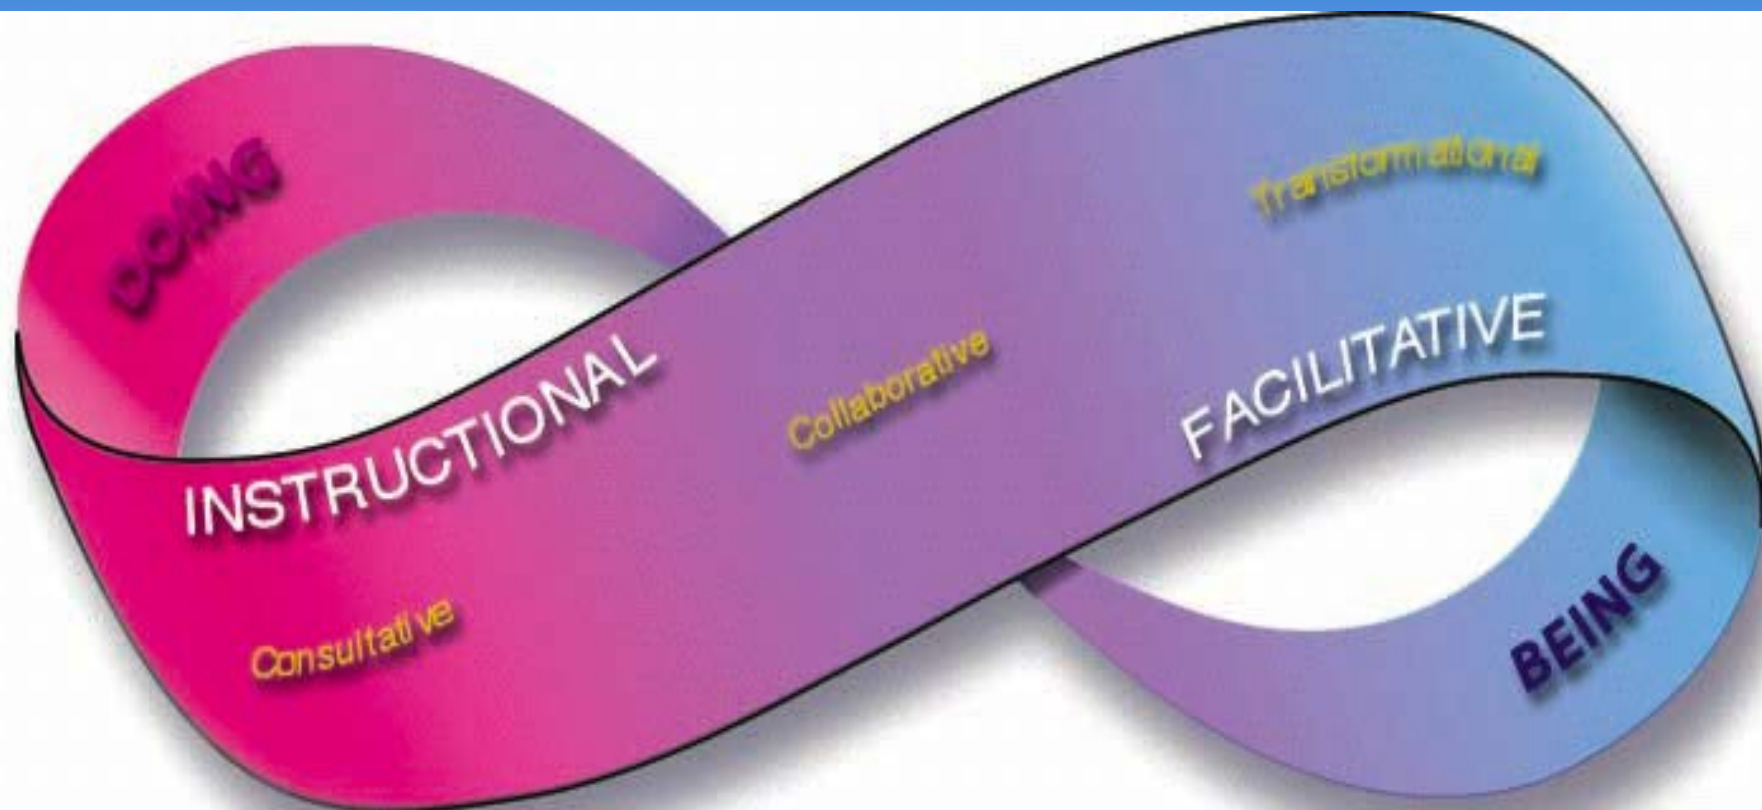 DOING
Transformational
INSTRUCTIONAL
Collaborative
FACILITATIVE
Consultative
BEING